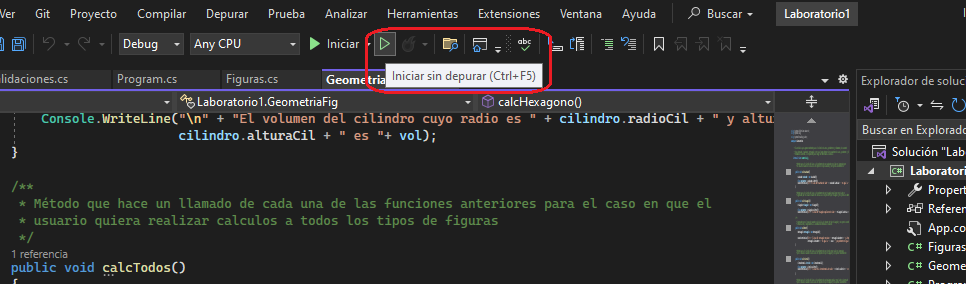 Ver Git Proyecto Compilar Depurar Prueba Analizar Herramientas Extensiones Ventana Ayuda Buscar Laboratorio1
Debug Any CPU Iniciar abc
Iniciar sin depurar (Ctrl+F5)
alidaciones.cs Program.cs Figuras.cs Geometria
Laboratorio1.GeometriaFig calcHexagono()
Explorador de soluc
Buscar en Explorado
Console.WriteLine("\n" + "El volumen del cilindro cuyo radio es " + cilindro.radioCil + " y altu
cilindro.alturaCil + " es "+ vol);
}
/**
* Método que hace un llamado de cada una de las funciones anteriores para el caso en que el
* usuario quiera realizar calculos a todos los tipos de figuras
*/
1 referencia
public void calcTodos()
Solución "Lab
C# Laboratorio
Propert
Referen
App.co
C# Figuras
C# Geome